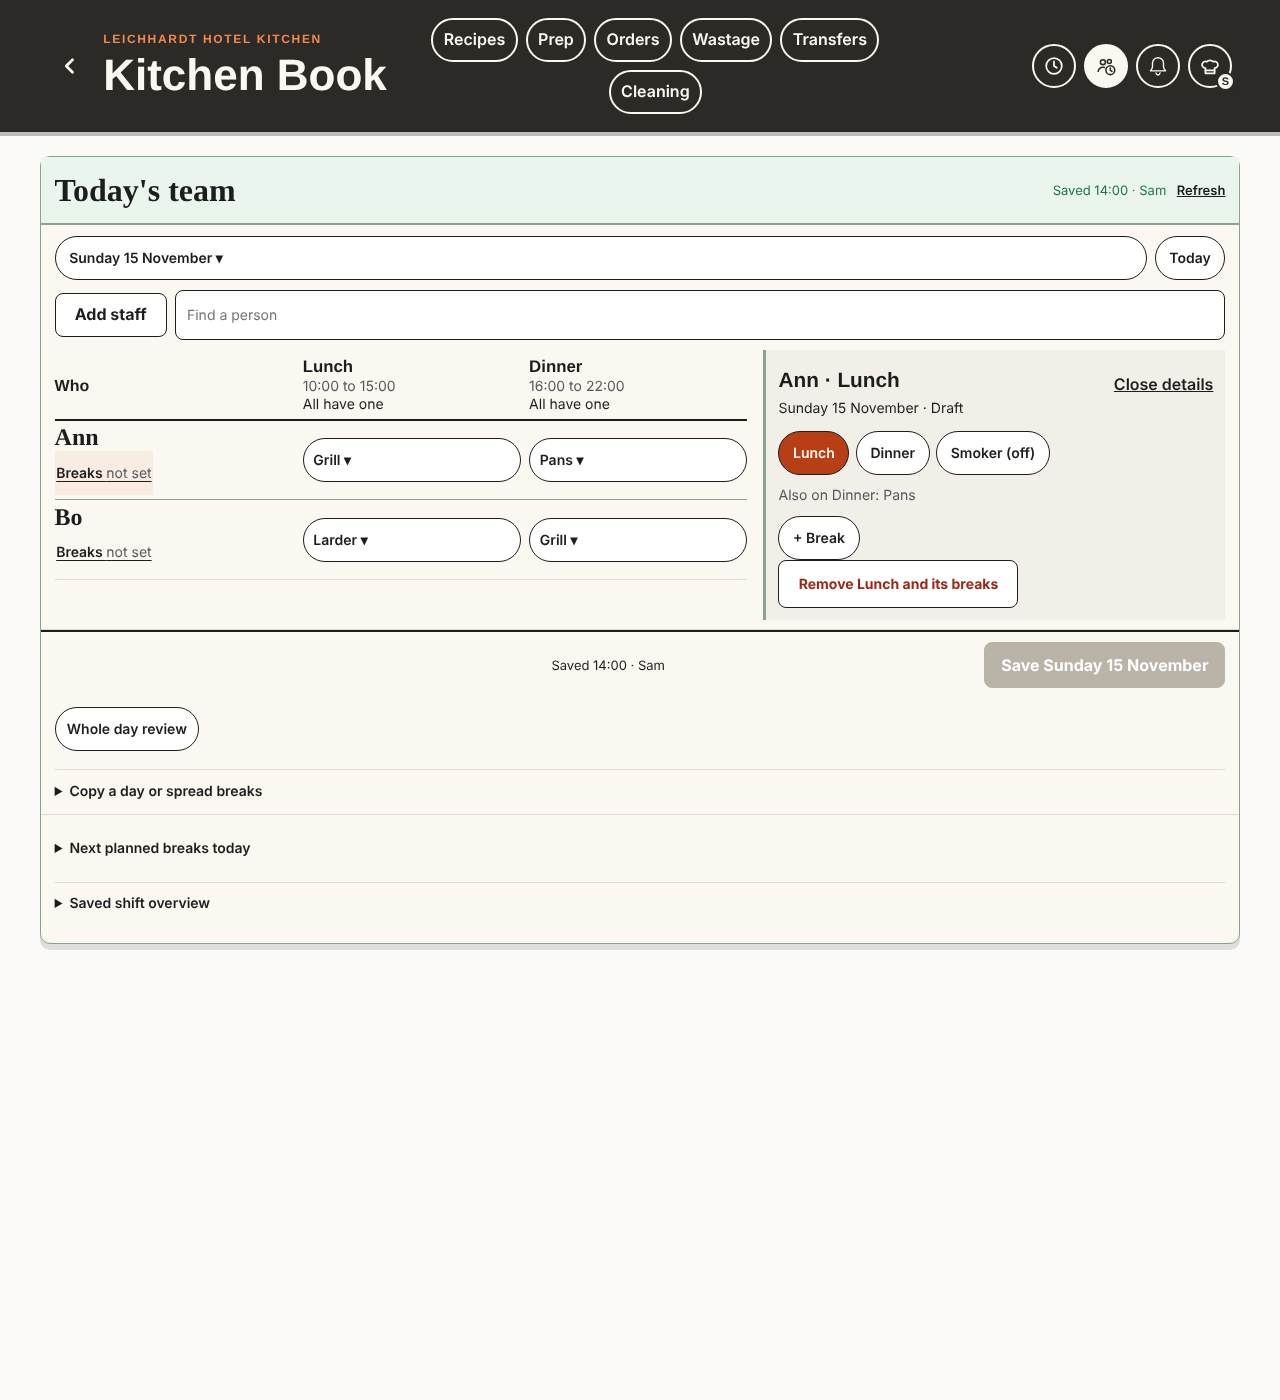 LEICHHARDT HOTEL KITCHEN
Kitchen Book
Recipes
Prep
Orders
Wastage
Transfers
Cleaning
S
Today's team
Saved 14:00 · Sam
Refresh
Sunday 15 November ▾
Today
Add staff
Find a person
Who
Lunch
10:00 to 15:00
All have one
Dinner
16:00 to 22:00
All have one
Ann
Breaks not set
Grill ▾
Pans ▾
Bo
Breaks not set
Larder ▾
Grill ▾
Ann · Lunch
Close details
Sunday 15 November · Draft
Lunch
Dinner
Smoker (off)
Also on Dinner: Pans
+ Break
Remove Lunch and its breaks
Saved 14:00 · Sam
Save Sunday 15 November
Whole day review
Copy a day or spread breaks
Next planned breaks today
Saved shift overview